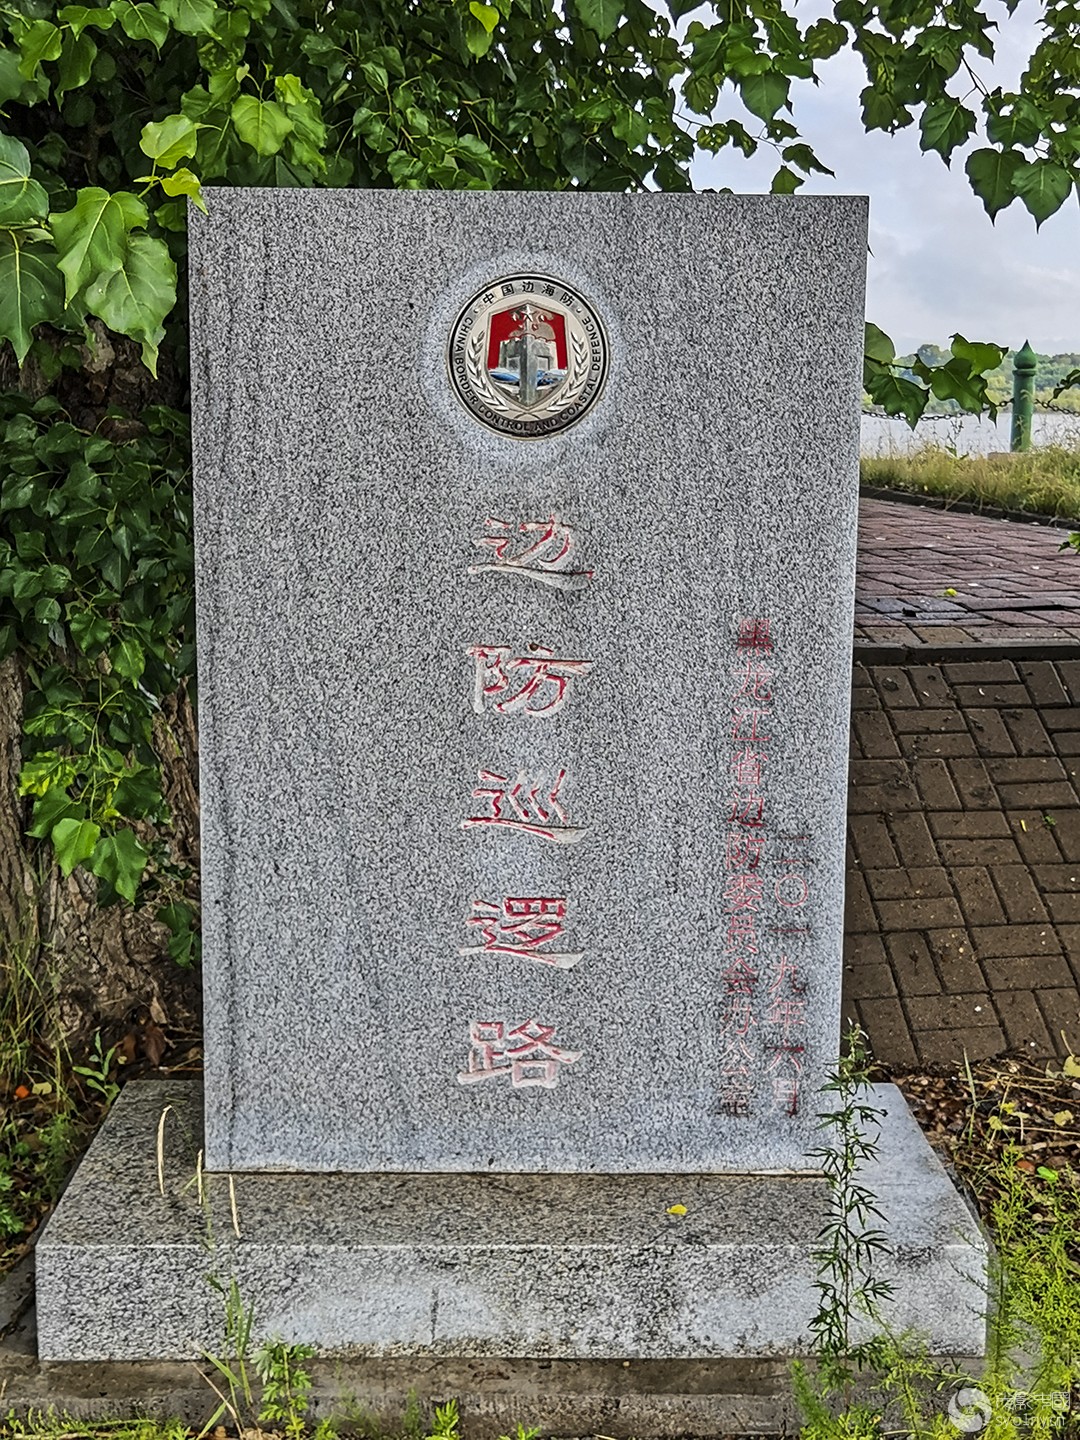 中国边海防
CHINA BORDER CONTROL AND COASTAL DEFENCE
边防巡逻路
黑龙江省边防委员会办公室
二〇一九年六月